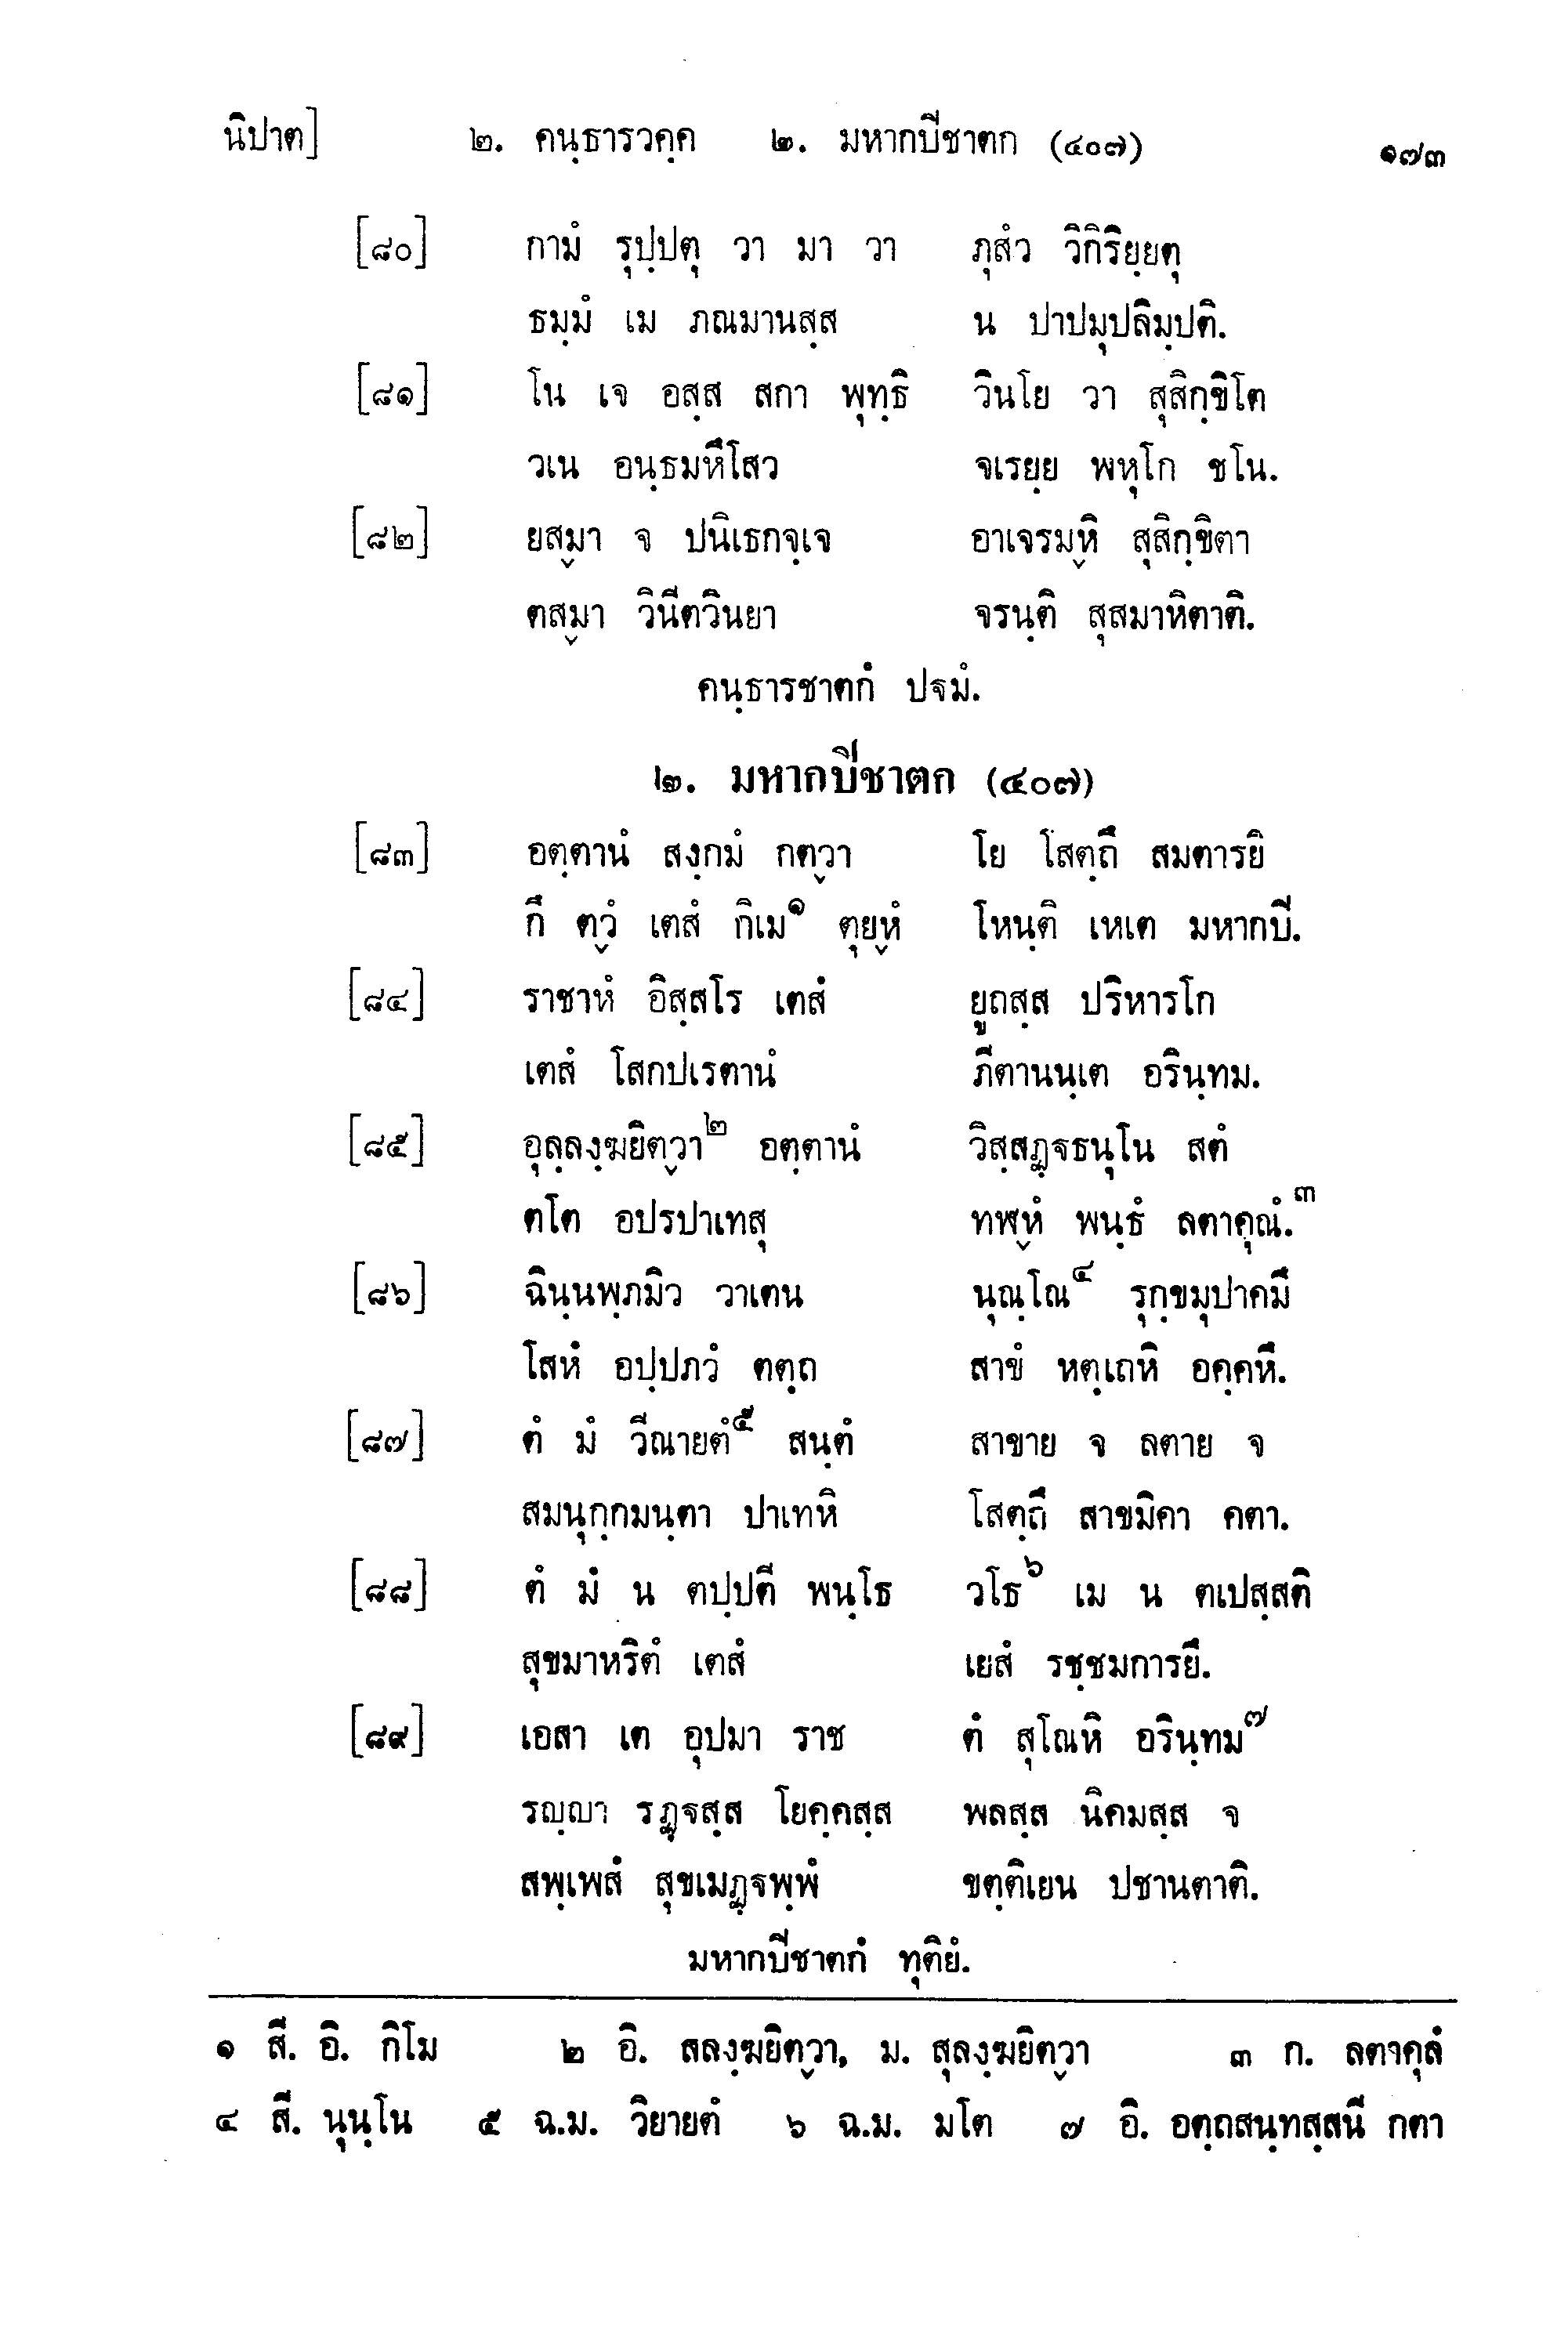 นิปาต] ๒. คนฺธารวคฺค ๒. มหากปิชาตก (๔๐๗) ๑๗๓
[๘๐] กามํ รุปฺปตุ วา มา วา ภุสํว วิกิริยฺยตุ
ธมฺมํ เม ภณมานสฺส น ปาปมุปลิมฺปติ.
[๘๑] โน เจ อสฺส สกา พุทฺธิ วินโย วา สุสิกฺขิโต
วเน อนฺธมหึโสว จเรยฺย พหุโก ชโน.
[๘๒] ยสฺมา จ ปนิเธกจฺเจ อาเจรมฺหิ สุสิกฺขิตา
ตสฺมา วินีตวินยา จรนฺติ สุสมาหิตาติ.
คนฺธารชาตกํ ปฐมํ.
๒. มหากปิชาตก (๔๐๗)
[๘๓] อตฺตานํ สงฺกมํ กตฺวา โย โสตฺถึ สมตารยิ
กึ ตฺวํ เตสํ กิเม๑ ตุยฺหํ โหนฺติ เหเต มหากปิ.
[๘๔] ราชาหํ อิสฺสโร เตสํ ยูถสฺส ปริหารโก
เตสํ โสกปเรตานํ ภีตานนฺเต อรินฺทม.
[๘๕] อุลฺลงฺฆยิตฺวา๒ อตฺตานํ วิสฺสฏฺฐธนุโน สตํ
ตโต อปรปาเทสุ ทฬฺหํ พนฺธํ ลตาคุณํ.๓
[๘๖] ฉินฺนพฺภมิว วาเตน นุณฺโณ๔ รุกฺขมุปาคมึ
โสหํ อปฺปภวํ ตตฺถ สาขํ หตฺเถหิ อคฺคหึ.
[๘๗] ตํ มํ วีณายตํ๕ สนฺตํ สาขาย จ ลตาย จ
สมนุกฺกมนฺตา ปาเทหิ โสตฺถึ สาขมิคา คตา.
[๘๘] ตํ มํ น ตปฺปตี พนฺโธ วโธ๖ เม น ตเปสฺสติ
สุขมาหริตํ เตสํ เยสํ รชฺชมการยึ.
[๘๙] เอสา เต อุปมา ราช ตํ สุโณหิ อรินฺทม๗
รญฺญา รฏฺฐสฺส โยคฺคสฺส พลสฺส นิคมสฺส จ
สพฺเพสํ สุขเมฏฺฐพฺพํ ขตฺติเยน ปชานตาติ.
มหากปิชาตกํ ทุติยํ.
๑ สี. อิ. กิโม ๒ อิ. สลงฺฆยิตฺวา, ม. สุลงฺฆยิตฺวา ๓ ก. ลตากุลํ
๔ สี. นุนฺโน ๕ ฉ.ม. วิยายตํ ๖ ฉ.ม. มโต ๗ อิ. อตฺถสนฺทสฺสนี กตา